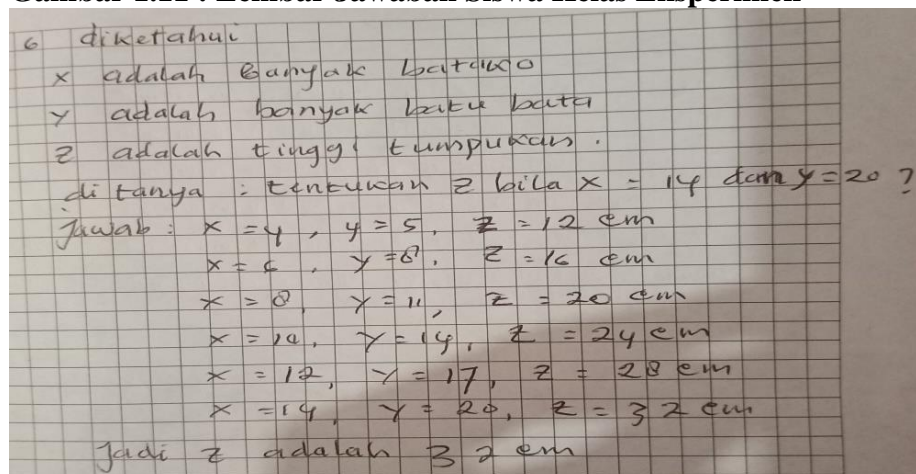 Gambar 4.11 : Lembar Jawaban Siswa Kelas Eksperimen
6 diketahui
x adalah banyak batako
y adalah banyak batu bata
z adalah tinggi tumpukan.
di tanya : tentukan z bila x = 14 dan y = 20 ?
Jawab : x = 4, y = 5, z = 12 cm
x = 6, y = 8, z = 16 cm
x = 8, y = 11, z = 20 cm
x = 10, y = 14, z = 24 cm
x = 12, y = 17, z = 28 cm
x = 14, y = 20, z = 32 cm
Jadi z adalah 32 cm